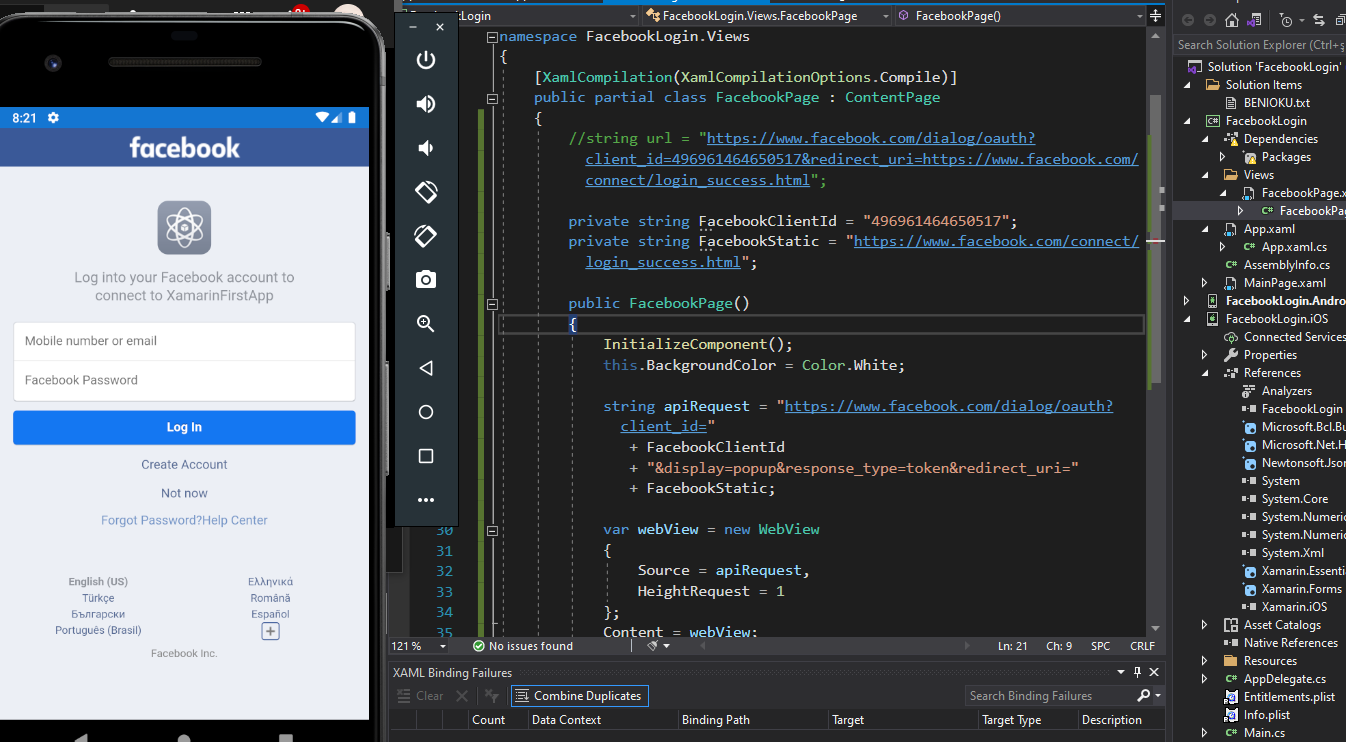 8:21
facebook
Log into your Facebook account to
connect to XamarinFirstApp
Mobile number or email
Facebook Password
Log In
Create Account
Not now
Forgot Password?Help Center
English (US)
Ελληνικά
Türkçe
Română
Български
Español
Português (Brasil)
Facebook Inc.
FacebookLogin.Views.FacebookPage
FacebookPage()
namespace FacebookLogin.Views
{
[XamlCompilation(XamlCompilationOptions.Compile)]
public partial class FacebookPage : ContentPage
{
//string url = "https://www.facebook.com/dialog/oauth?
client_id=496961464650517&redirect_uri=https://www.facebook.com/
connect/login_success.html";
private string FacebookClientId = "496961464650517";
private string FacebookStatic = "https://www.facebook.com/connect/
login_success.html";
public FacebookPage()
{
InitializeComponent();
this.BackgroundColor = Color.White;
string apiRequest = "https://www.facebook.com/dialog/oauth?
client_id="
+ FacebookClientId
+ "&display=popup&response_type=token&redirect_uri="
+ FacebookStatic;
30 var webView = new WebView
31 {
32 Source = apiRequest,
33 HeightRequest = 1
34 };
35 Content = webView;
121 %
No issues found
Ln: 21
Ch: 9
SPC
CRLF
XAML Binding Failures
Clear
Combine Duplicates
Search Binding Failures
Count
Data Context
Binding Path
Target
Target Type
Description
Search Solution Explorer (Ctrl+ş
Solution 'FacebookLogin'
Solution Items
BENIOKU.txt
C# FacebookLogin
Dependencies
Packages
Views
FacebookPage.x
C# FacebookPag
App.xaml
C# App.xaml.cs
C# AssemblyInfo.cs
MainPage.xaml
FacebookLogin.Andro
FacebookLogin.iOS
Connected Services
Properties
References
Analyzers
FacebookLogin
Microsoft.Bcl.Bu
Microsoft.Net.H
Newtonsoft.Json
System
System.Core
System.Numeric
System.Numeric
System.Xml
Xamarin.Essenti
Xamarin.Forms
Xamarin.iOS
Asset Catalogs
Native References
Resources
C# AppDelegate.cs
Entitlements.plist
Info.plist
C# Main.cs